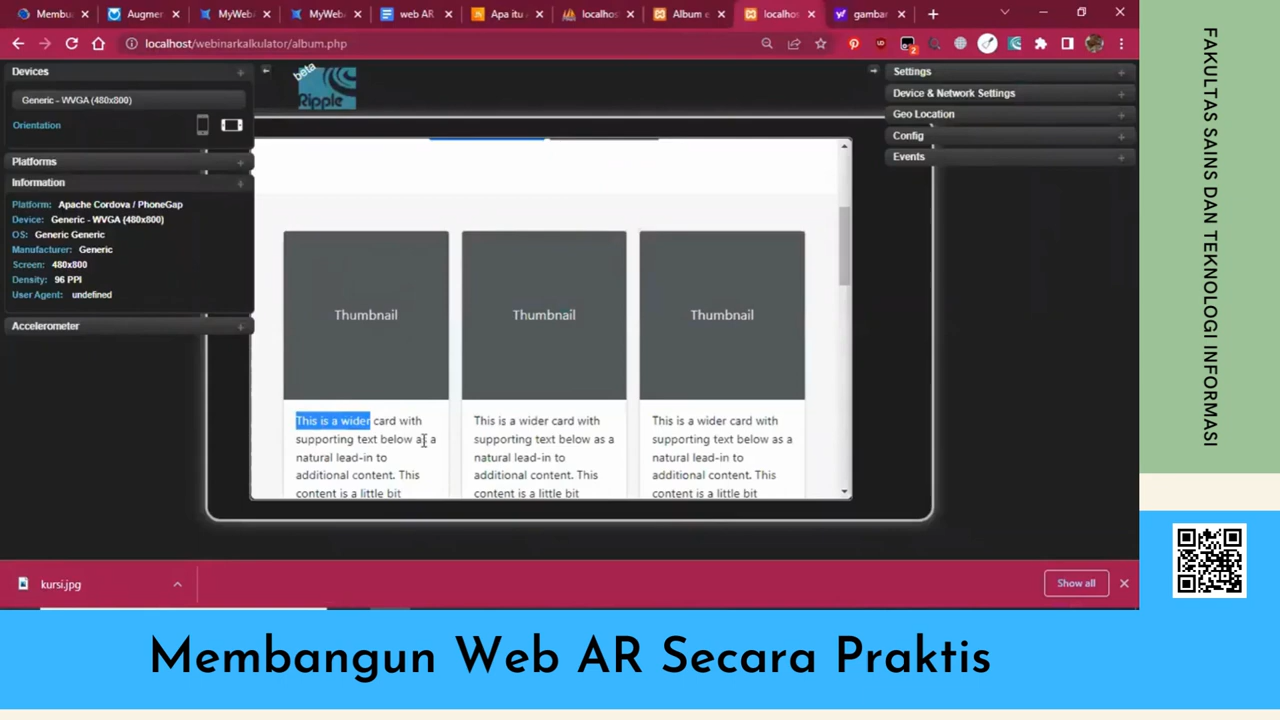 Membu
Augmer
MyWeb
MyWeb
web AR
Apa itu
localho
Album e
localhos
gambar
localhost/webinarkalkulator/album.php
2
Devices
Generic - WVGA (480x800)
Orientation
Platforms
Information
Platform: Apache Cordova / PhoneGap
Device: Generic - WVGA (480x800)
OS: Generic Generic
Manufacturer: Generic
Screen: 480x800
Density: 96 PPI
User Agent: undefined
Accelerometer
beta
Ripple
Settings
Device & Network Settings
Geo Location
Config
Events
Thumbnail
Thumbnail
Thumbnail
This is a wider card with
supporting text below as a
natural lead-in to
additional content. This
content is a little bit
This is a wider card with
supporting text below as a
natural lead-in to
additional content. This
content is a little bit
This is a wider card with
supporting text below as a
natural lead-in to
additional content. This
content is a little bit
kursi.jpg
Show all
FAKULTAS SAINS DAN TEKNOLOGI INFORMASI
Membangun Web AR Secara Praktis